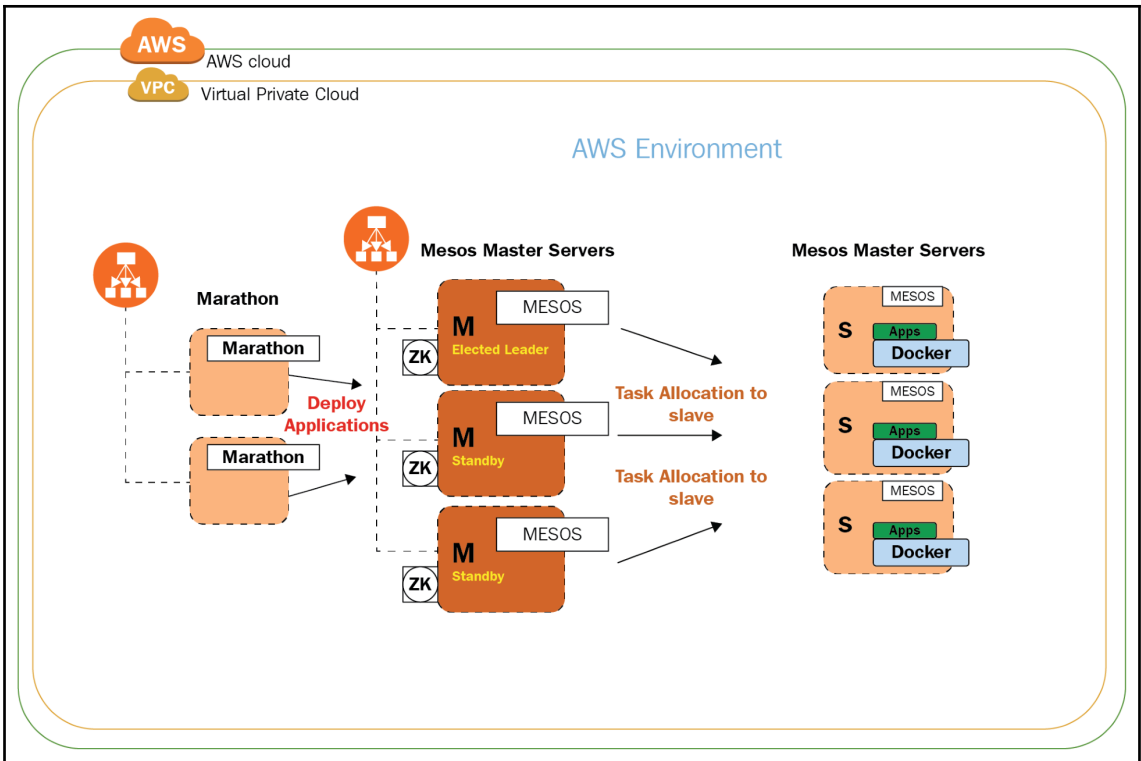 AWS
AWS cloud
VPC
Virtual Private Cloud
AWS Environment
Marathon
Marathon
Marathon
Deploy
Applications
Mesos Master Servers
MESOS
M
Elected Leader
ZK
MESOS
M
Standby
ZK
MESOS
M
Standby
ZK
Task Allocation to
slave
Task Allocation to
slave
Mesos Master Servers
MESOS
S
Apps
Docker
MESOS
S
Apps
Docker
MESOS
S
Apps
Docker